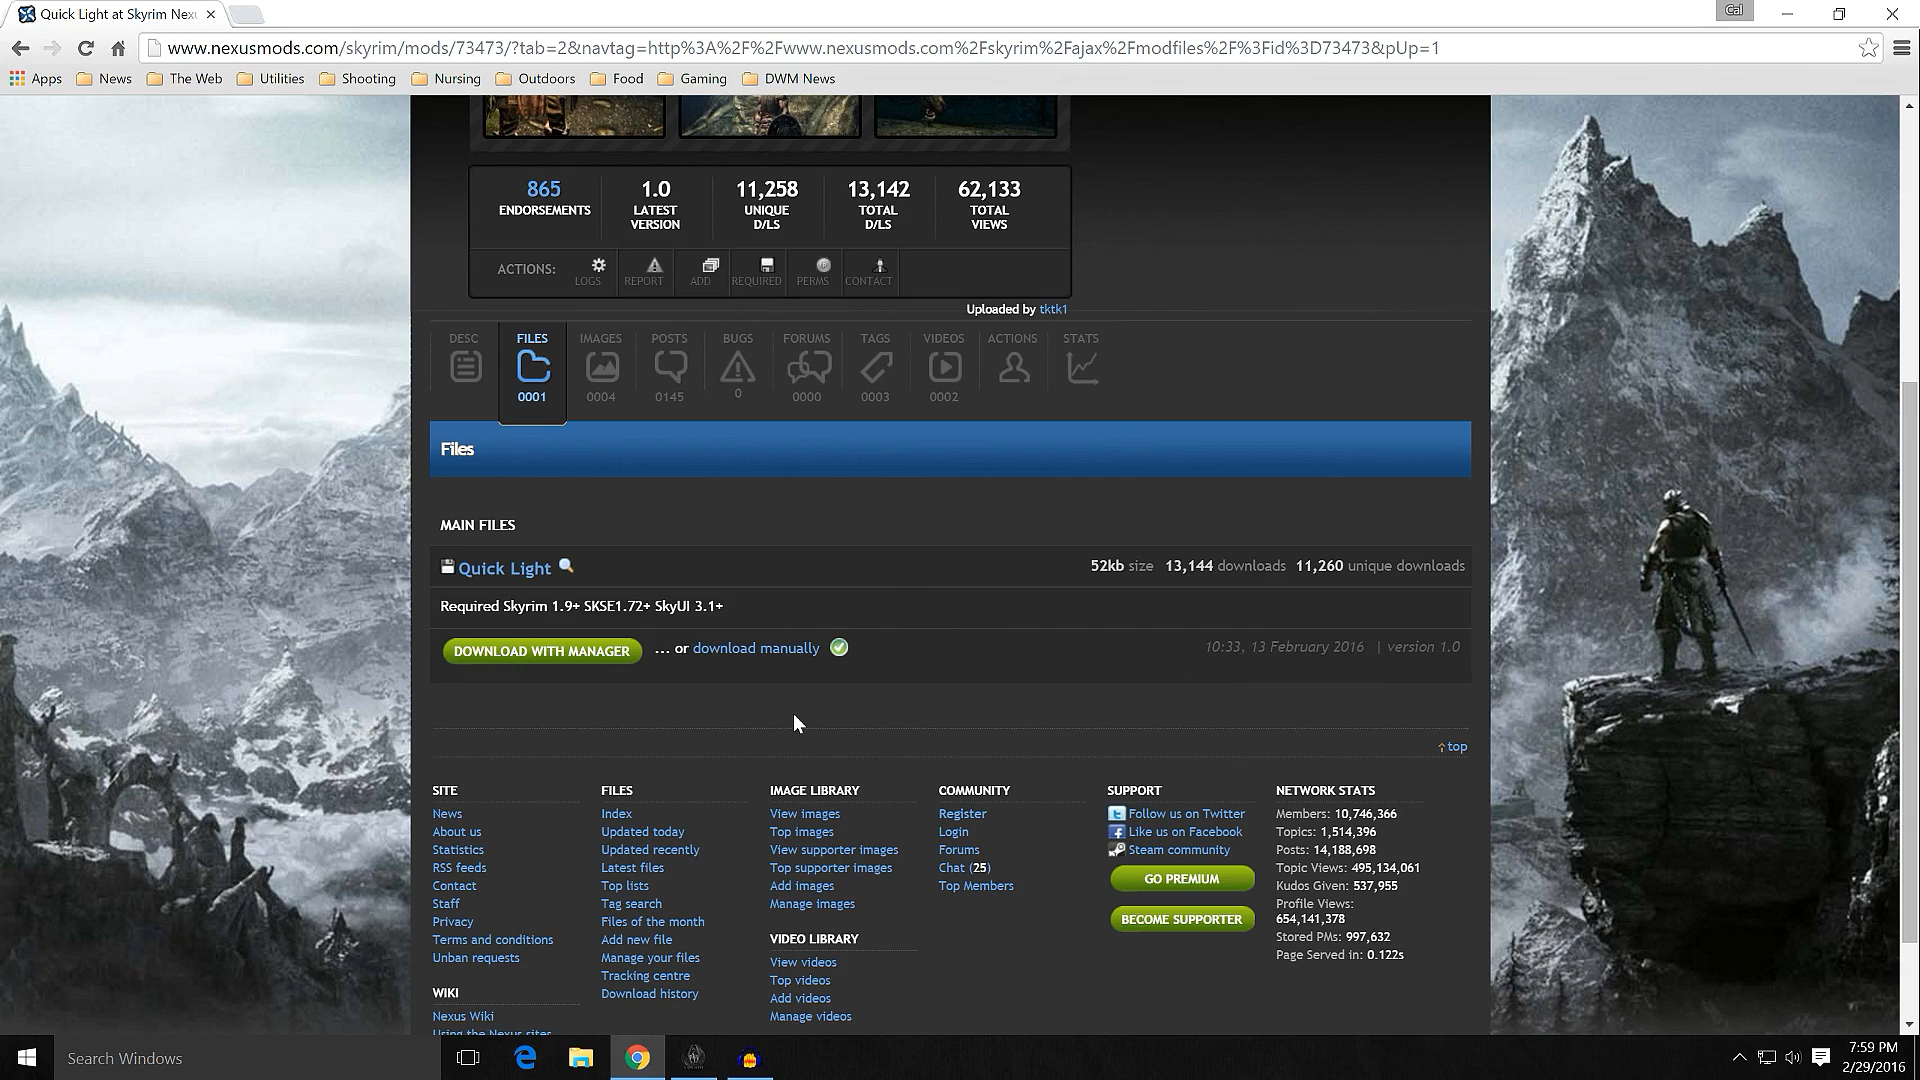 Quick Light at Skyrim Nexu
Cal
www.nexusmods.com/skyrim/mods/73473/?tab=2&navtag=http%3A%2F%2Fwww.nexusmods.com%2Fskyrim%2Fajax%2Fmodfiles%2F%3Fid%3D73473&pUp=1
Apps News The Web Utilities Shooting Nursing Outdoors Food Gaming DWM News
865 1.0 11,258 13,142 62,133
ENDORSEMENTS LATEST UNIQUE TOTAL TOTAL
VERSION D/LS D/LS VIEWS
ACTIONS: LOGS REPORT ADD REQUIRED PERMS CONTACT
Uploaded by tktk1
DESC FILES IMAGES POSTS BUGS FORUMS TAGS VIDEOS ACTIONS STATS
0001 0004 0145 0 0000 0003 0002
Files
MAIN FILES
Quick Light 52kb size 13,144 downloads 11,260 unique downloads
Required Skyrim 1.9+ SKSE1.72+ SkyUI 3.1+
DOWNLOAD WITH MANAGER ... or download manually 10:33, 13 February 2016 | version 1.0
top
SITE
News
About us
Statistics
RSS feeds
Contact
Staff
Privacy
Terms and conditions
Unban requests
WIKI
Nexus Wiki
Using the Nexus sites
FILES
Index
Updated today
Updated recently
Latest files
Top lists
Tag search
Files of the month
Add new file
Manage your files
Tracking centre
Download history
IMAGE LIBRARY
View images
Top images
View supporter images
Top supporter images
Add images
Manage images
VIDEO LIBRARY
View videos
Top videos
Add videos
Manage videos
COMMUNITY
Register
Login
Forums
Chat (25)
Top Members
SUPPORT
Follow us on Twitter
Like us on Facebook
Steam community
GO PREMIUM
BECOME SUPPORTER
NETWORK STATS
Members: 10,746,366
Topics: 1,514,396
Posts: 14,188,698
Topic Views: 495,134,061
Kudos Given: 537,955
Profile Views:
654,141,378
Stored PMs: 997,632
Page Served in: 0.122s
Search Windows
7:59 PM
2/29/2016